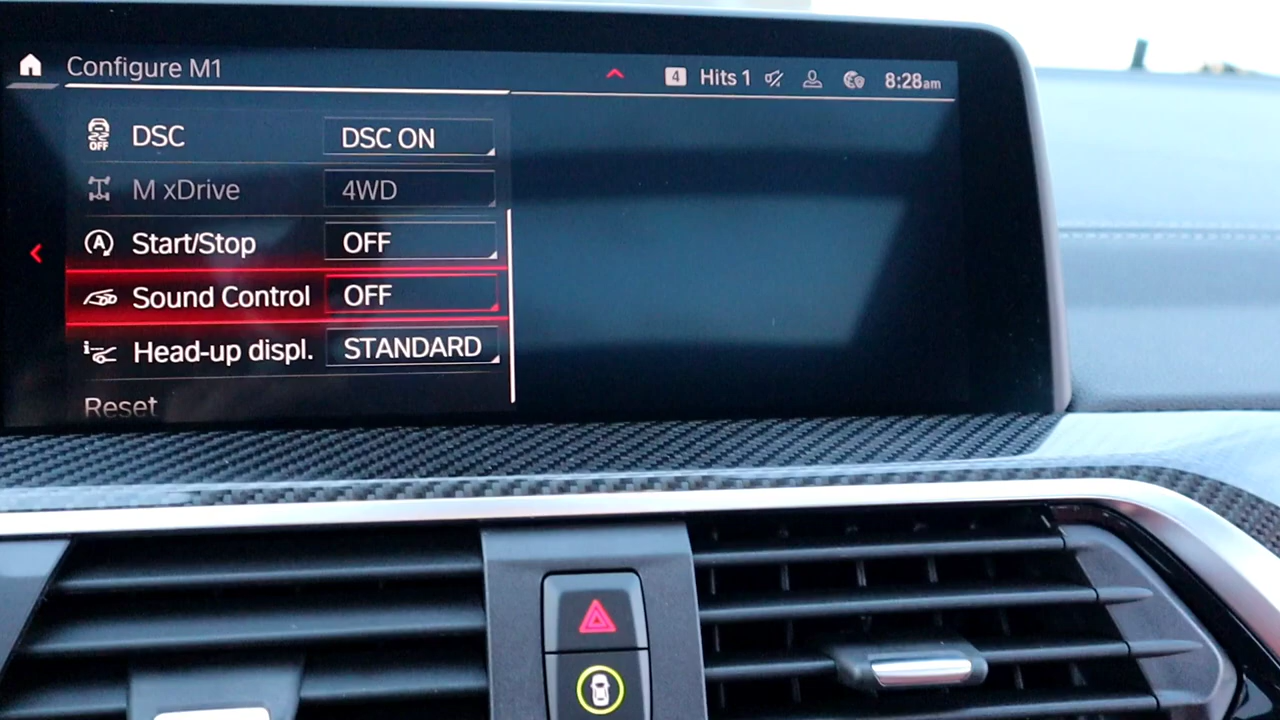 Configure M1
4 Hits 1 8:28am
OFF DSC DSC ON
M xDrive 4WD
A Start/Stop OFF
Sound Control OFF
i Head-up displ. STANDARD
Reset